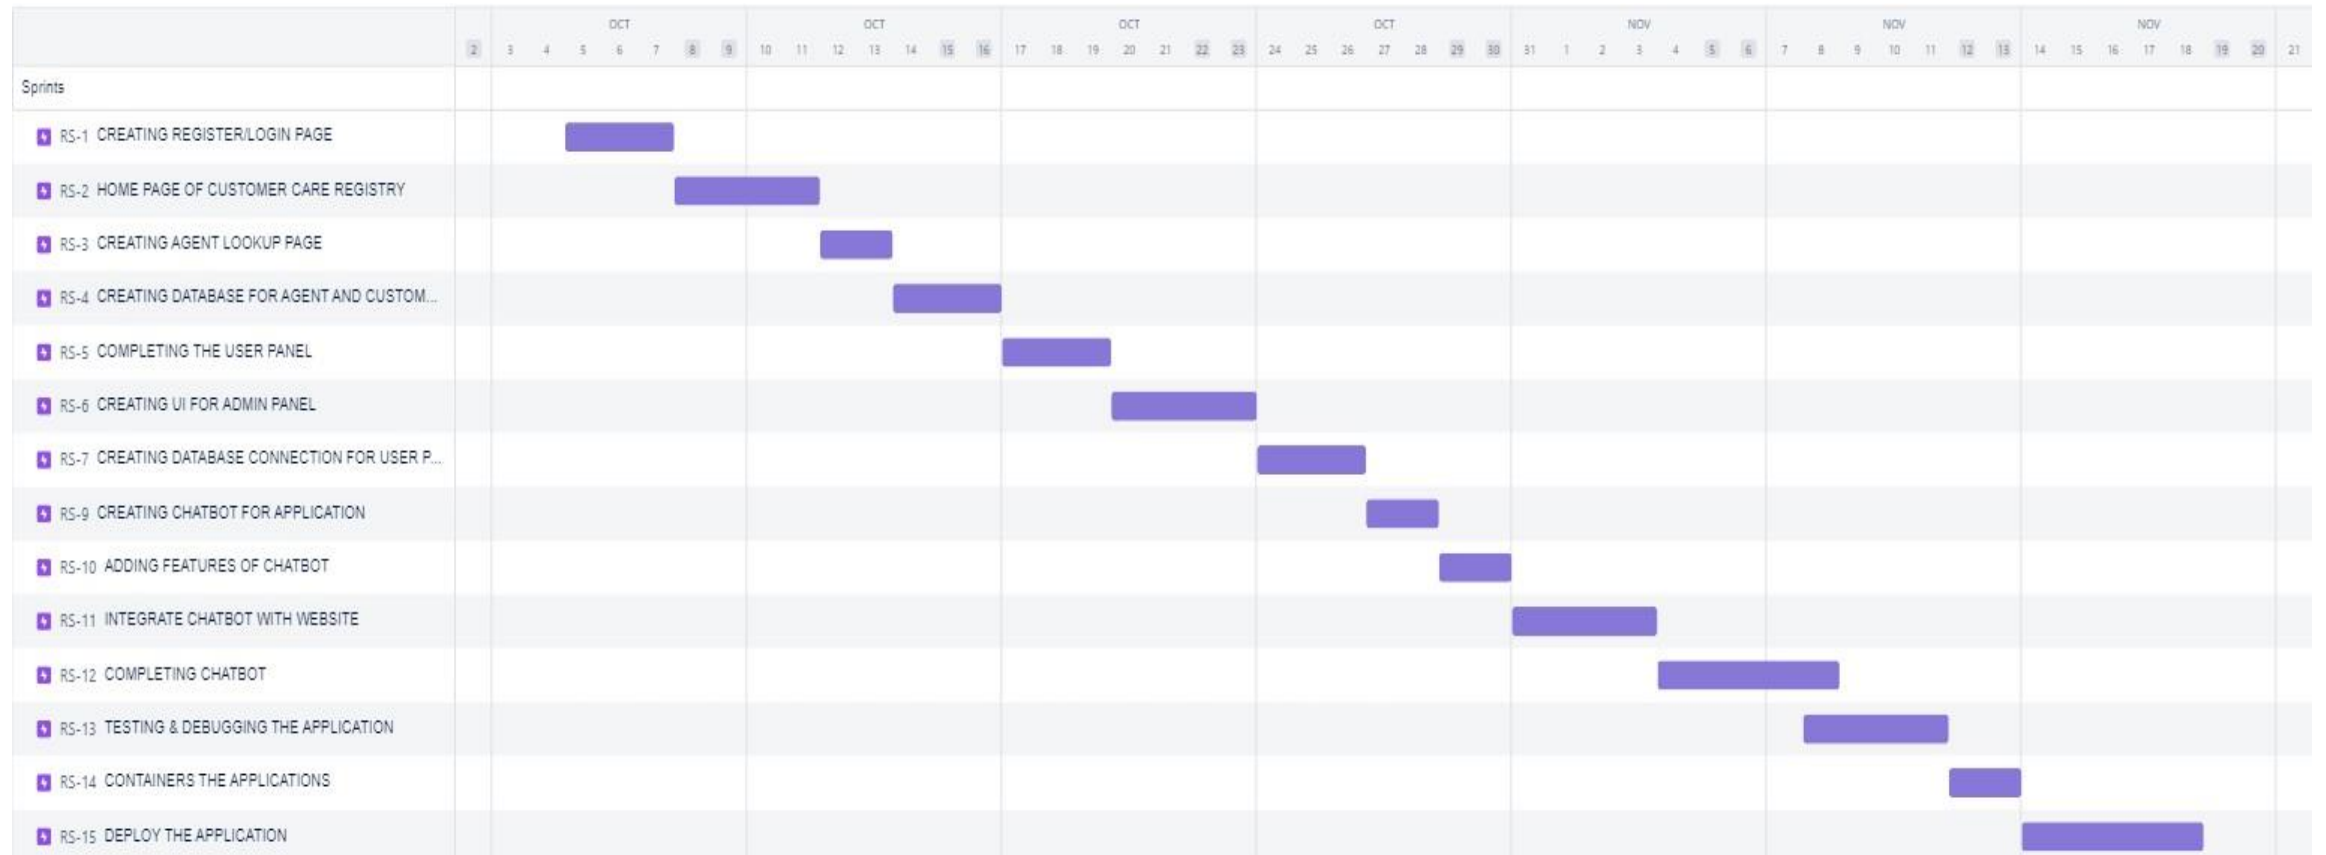 OCT OCT OCT OCT NOV NOV NOV
2 3 4 5 6 7 8 9 10 11 12 13 14 15 16 17 18 19 20 21 22 23 24 25 26 27 28 29 30 31 1 2 3 4 5 6 7 8 9 10 11 12 13 14 15 16 17 18 19 20 21
Sprints
RS-1 CREATING REGISTER/LOGIN PAGE
RS-2 HOME PAGE OF CUSTOMER CARE REGISTRY
RS-3 CREATING AGENT LOOKUP PAGE
RS-4 CREATING DATABASE FOR AGENT AND CUSTOM...
RS-5 COMPLETING THE USER PANEL
RS-6 CREATING UI FOR ADMIN PANEL
RS-7 CREATING DATABASE CONNECTION FOR USER P...
RS-9 CREATING CHATBOT FOR APPLICATION
RS-10 ADDING FEATURES OF CHATBOT
RS-11 INTEGRATE CHATBOT WITH WEBSITE
RS-12 COMPLETING CHATBOT
RS-13 TESTING & DEBUGGING THE APPLICATION
RS-14 CONTAINERS THE APPLICATIONS
RS-15 DEPLOY THE APPLICATION